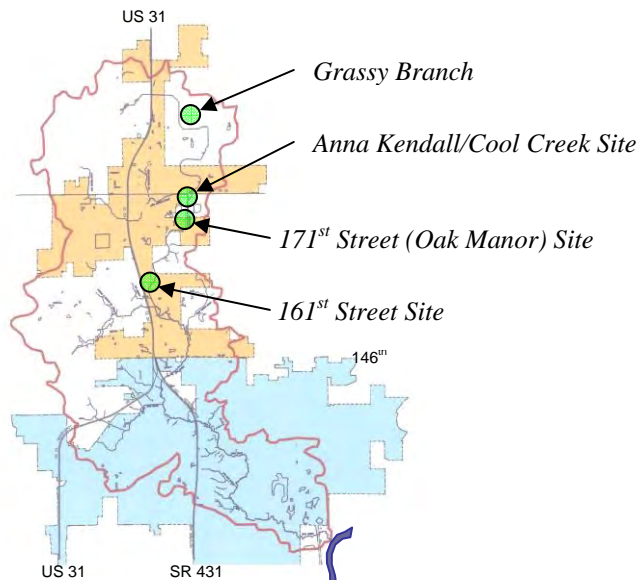 US 31
Grassy Branch
Anna Kendall/Cool Creek Site
171st Street (Oak Manor) Site
161st Street Site
146th
US 31
SR 431